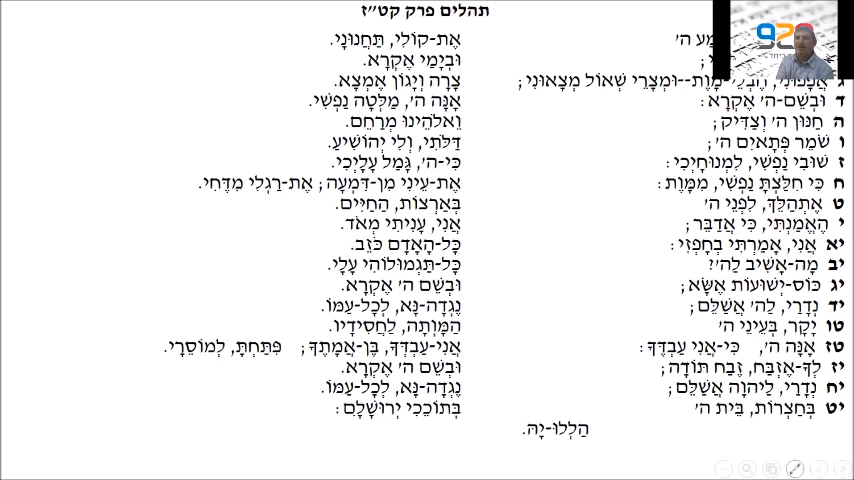 תהלים פרק קט״ז
ה' אֶת-קוֹלִי, תַּחֲנוּנָי.
וּבְיָמַי אֶקְרָא.
ג אֲפָפוּנִי, חֶבְלֵי-מָוֶת--וּמְצָרֵי שְׁאוֹל מְצָאוּנִי; צָרָה וְיָגוֹן אֶמְצָא.
ד וּבְשֵׁם-ה' אֶקְרָא: אָנָּה ה', מַלְּטָה נַפְשִׁי.
ה חַנּוּן ה' וְצַדִּיק; וֵאלֹהֵינוּ מְרַחֵם.
ו שֹׁמֵר פְּתָאיִם ה'; דַּלֹּתִי, וְלִי יְהוֹשִׁיעַ.
ז שׁוּבִי נַפְשִׁי, לִמְנוּחָיְכִי: כִּי-ה', גָּמַל עָלָיְכִי.
ח כִּי חִלַּצְתָּ נַפְשִׁי, מִמָּוֶת: אֶת-עֵינִי מִן-דִּמְעָה; אֶת-רַגְלִי מִדֶּחִי.
ט אֶתְהַלֵּךְ, לִפְנֵי ה' בְּאַרְצוֹת, הַחַיִּים.
י הֶאֱמַנְתִּי, כִּי אֲדַבֵּר; אֲנִי, עָנִיתִי מְאֹד.
יא אֲנִי, אָמַרְתִּי בְחָפְזִי: כָּל-הָאָדָם כֹּזֵב.
יב מָה-אָשִׁיב לַה'? כָּל-תַּגְמוּלוֹהִי עָלָי.
יג כּוֹס-יְשׁוּעוֹת אֶשָּׂא; וּבְשֵׁם ה' אֶקְרָא.
יד נְדָרַי, לַה' אֲשַׁלֵּם; נֶגְדָה-נָּא, לְכָל-עַמּוֹ.
טו יָקָר, בְּעֵינֵי ה' הַמָּוְתָה, לַחֲסִידָיו.
טז אָנָּה ה', כִּי-אֲנִי עַבְדֶּךָ: אֲנִי-עַבְדְּךָ, בֶּן-אֲמָתֶךָ; פִּתַּחְתָּ, לְמוֹסֵרָי.
יז לְךָ-אֶזְבַּח, זֶבַח תּוֹדָה; וּבְשֵׁם ה' אֶקְרָא.
יח נְדָרַי, לַיהוָה אֲשַׁלֵּם; נֶגְדָה-נָּא, לְכָל-עַמּוֹ.
יט בְּחַצְרוֹת, בֵּית ה' בְּתוֹכֵכִי יְרוּשָׁלִָם:
הַלְלוּ-יָהּ.